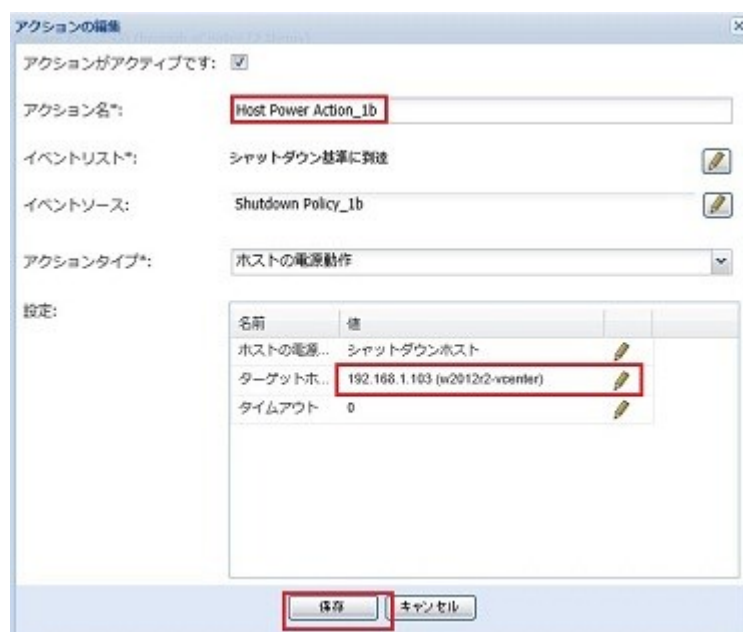 アクションの編集
アクションがアクティブです:
アクション名*: Host Power Action_1b
イベントリスト*: シャットダウン基準に到達
イベントソース: Shutdown Policy_1b
アクションタイプ*: ホストの電源動作
設定:
名前 値
ホストの電源... シャットダウンホスト
ターゲットホ... 192.168.1.103 (w2012r2-vcenter)
タイムアウト 0
保存 キャンセル